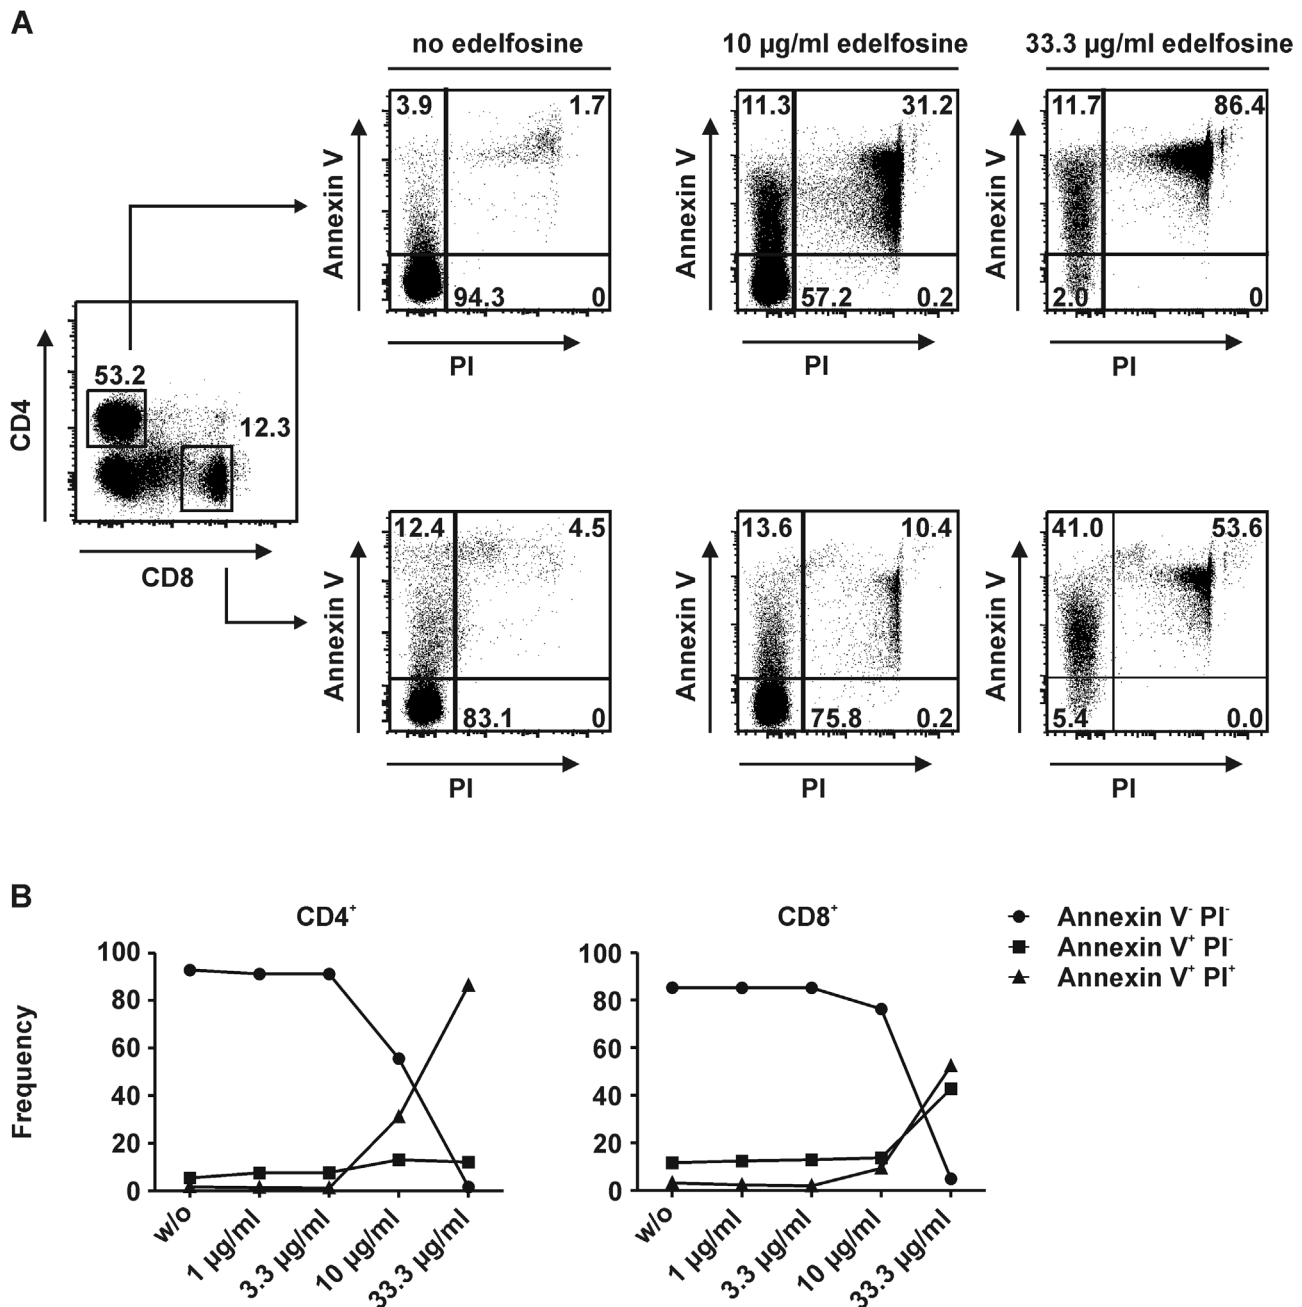 A
no edelfosine
10 µg/ml edelfosine
33.3 µg/ml edelfosine
3.9 1.7
94.3 0
Annexin V
PI
11.3 31.2
57.2 0.2
Annexin V
PI
11.7 86.4
2.0 0
Annexin V
PI
53.2
12.3
CD4
CD8
12.4 4.5
83.1 0
Annexin V
PI
13.6 10.4
75.8 0.2
Annexin V
PI
41.0 53.6
5.4 0.0
Annexin V
PI
B
CD4⁺
Frequency
100
80
60
40
20
0
w/o
1 µg/ml
3.3 µg/ml
10 µg/ml
33.3 µg/ml
CD8⁺
100
80
60
40
20
0
w/o
1 µg/ml
3.3 µg/ml
10 µg/ml
33.3 µg/ml
Annexin V⁻ PI⁻
Annexin V⁺ PI⁻
Annexin V⁺ PI⁺